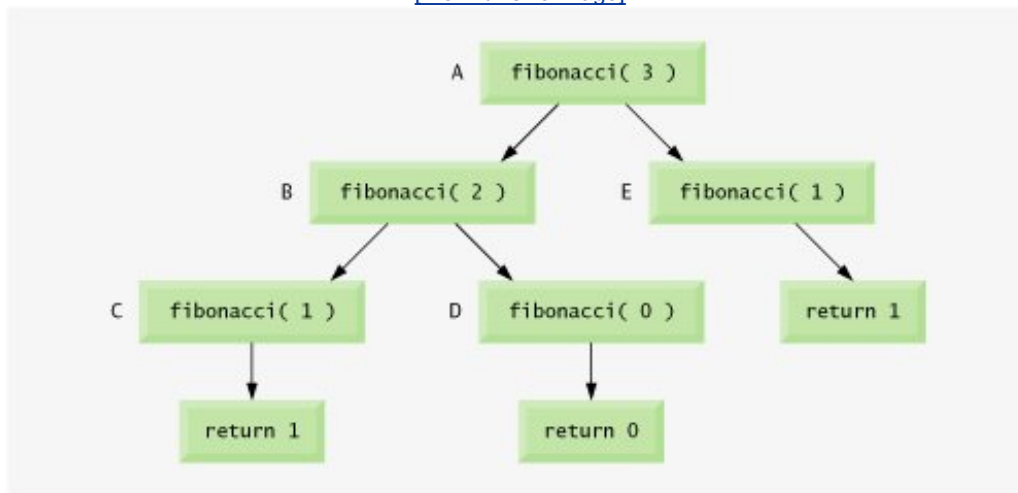 A fibonacci( 3 )
B fibonacci( 2 )
E fibonacci( 1 )
C fibonacci( 1 )
D fibonacci( 0 )
return 1
return 1
return 0